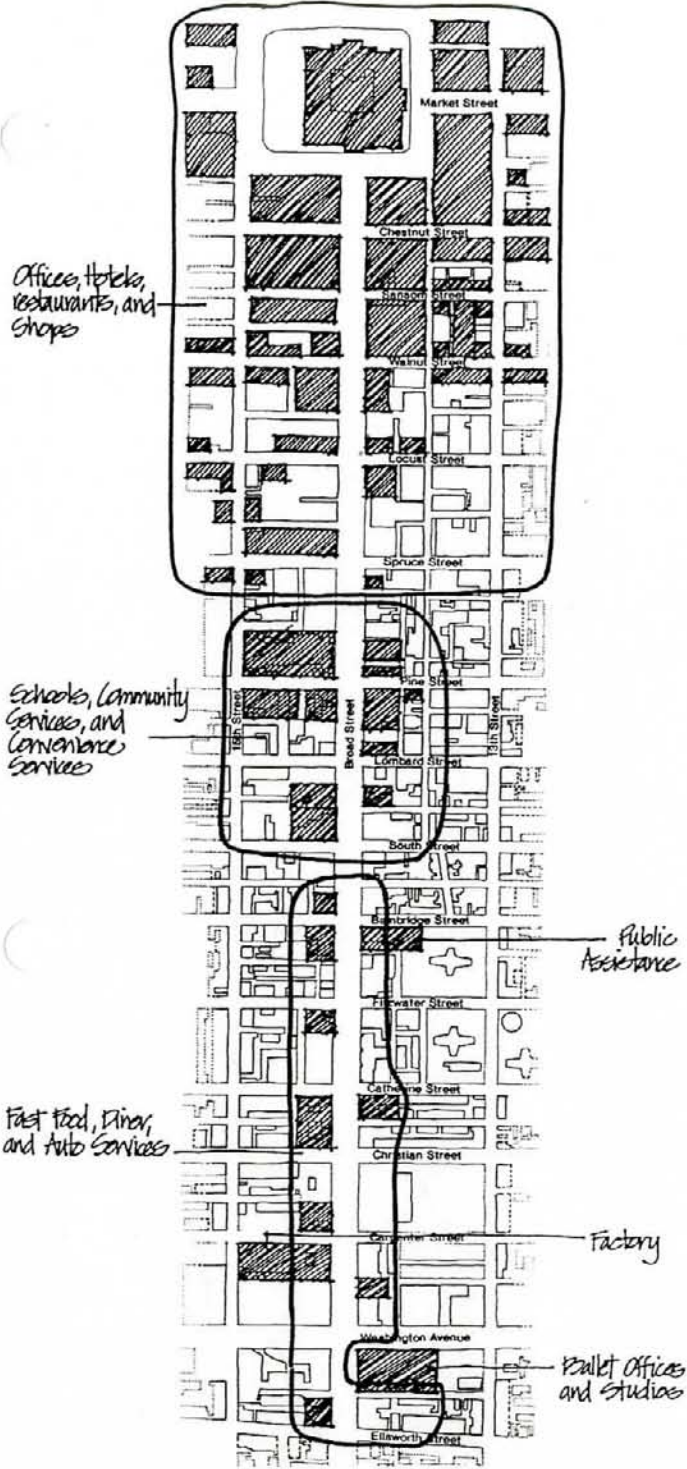 Market Street
Chestnut Street
Offices, Hotels,
restaurants, and
Shops
Sansom Street
Walnut Street
Locust Street
Spruce Street
Pine Street
Schools, Community
Services, and
Convenience
Services
15th Street
Broad Street
13th Street
Lombard Street
South Street
Bainbridge Street
Public
Assistance
Fitzwater Street
Catherine Street
Fast Food, Diner,
and Auto Services
Christian Street
Carpenter Street
Factory
Washington Avenue
Ballet Offices
and Studios
Ellsworth Street